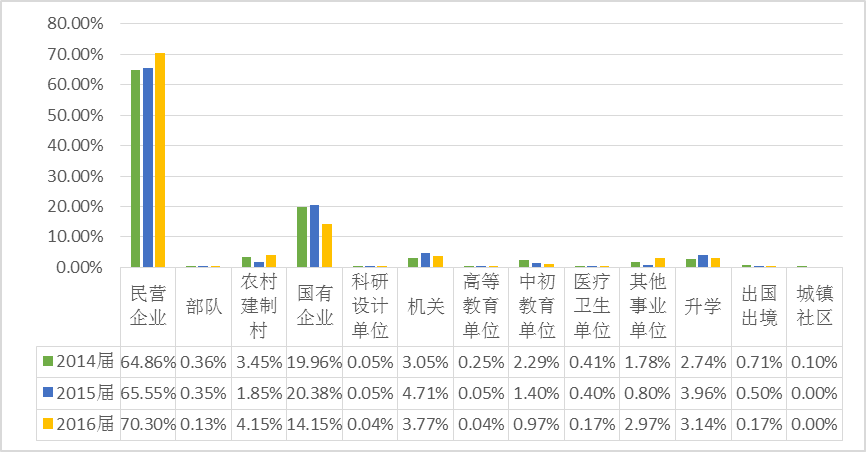 80.00%
70.00%
60.00%
50.00%
40.00%
30.00%
20.00%
10.00%
0.00%
民营企业 部队 农村建制村 国有企业 科研设计单位 机关 高等教育单位 中初教育单位 医疗卫生单位 其他事业单位 升学 出国出境 城镇社区
2014届 64.86% 0.36% 3.45% 19.96% 0.05% 3.05% 0.25% 2.29% 0.41% 1.78% 2.74% 0.71% 0.10%
2015届 65.55% 0.35% 1.85% 20.38% 0.05% 4.71% 0.05% 1.40% 0.40% 0.80% 3.96% 0.50% 0.00%
2016届 70.30% 0.13% 4.15% 14.15% 0.04% 3.77% 0.04% 0.97% 0.17% 2.97% 3.14% 0.17% 0.00%